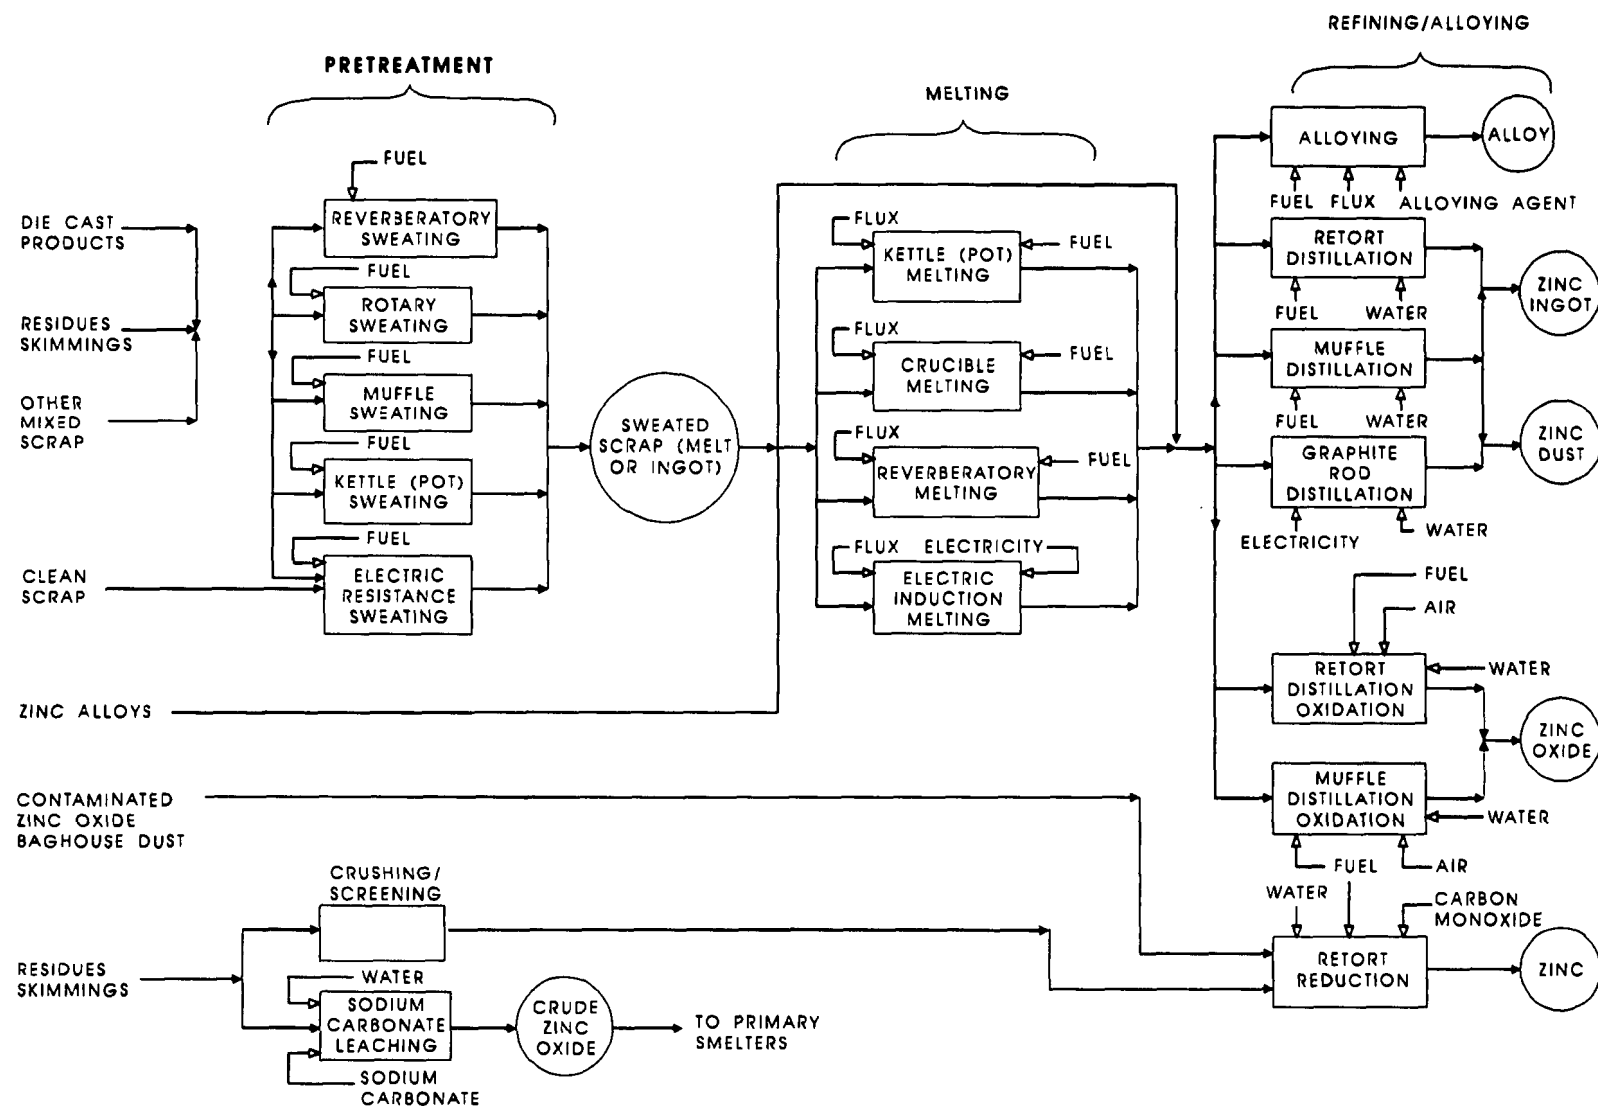 REFINING/ALLOYING
PRETREATMENT
MELTING
FUEL
REVERBERATORY
SWEATING
FUEL
ROTARY
SWEATING
FUEL
MUFFLE
SWEATING
FUEL
KETTLE (POT)
SWEATING
FUEL
ELECTRIC
RESISTANCE
SWEATING
DIE CAST
PRODUCTS
RESIDUES
SKIMMINGS
OTHER
MIXED
SCRAP
CLEAN
SCRAP
SWEATED
SCRAP (MELT
OR INGOT)
FLUX
FUEL
KETTLE (POT)
MELTING
FLUX
FUEL
CRUCIBLE
MELTING
FLUX
FUEL
REVERBERATORY
MELTING
FLUX
ELECTRICITY
ELECTRIC
INDUCTION
MELTING
ALLOYING
ALLOY
FUEL
FLUX
ALLOYING AGENT
RETORT
DISTILLATION
FUEL
WATER
ZINC
INGOT
MUFFLE
DISTILLATION
FUEL
WATER
GRAPHITE
ROD
DISTILLATION
ZINC
DUST
ELECTRICITY
WATER
FUEL
AIR
RETORT
DISTILLATION
OXIDATION
WATER
ZINC
OXIDE
MUFFLE
DISTILLATION
OXIDATION
WATER
FUEL
AIR
WATER
CARBON
MONOXIDE
RETORT
REDUCTION
ZINC
ZINC ALLOYS
CONTAMINATED
ZINC OXIDE
BAGHOUSE DUST
CRUSHING/
SCREENING
RESIDUES
SKIMMINGS
WATER
SODIUM
CARBONATE
LEACHING
SODIUM
CARBONATE
CRUDE
ZINC
OXIDE
TO PRIMARY
SMELTERS